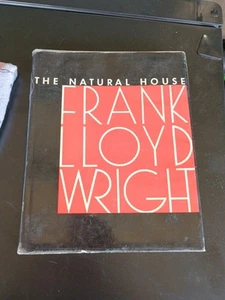 THE NATURAL HOUSE
FRANK
LLOYD
WRIGHT